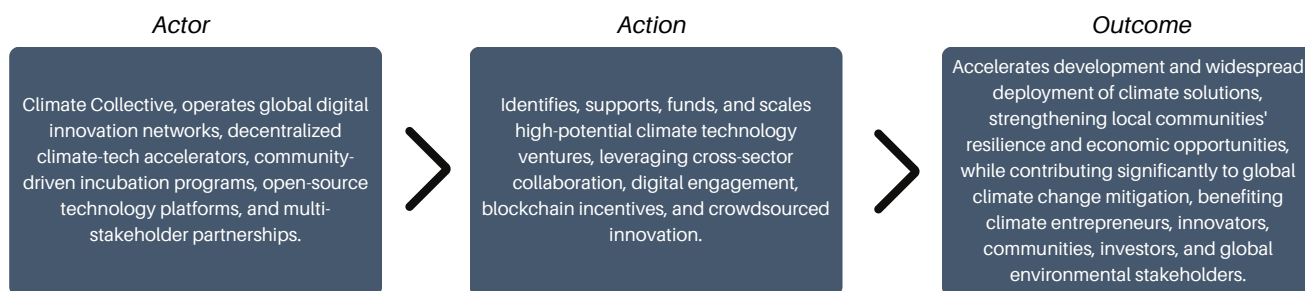 Actor
Climate Collective, operates global digital
innovation networks, decentralized
climate-tech accelerators, community-
driven incubation programs, open-source
technology platforms, and multi-
stakeholder partnerships.
Action
Identifies, supports, funds, and scales
high-potential climate technology
ventures, leveraging cross-sector
collaboration, digital engagement,
blockchain incentives, and crowdsourced
innovation.
Outcome
Accelerates development and widespread
deployment of climate solutions,
strengthening local communities'
resilience and economic opportunities,
while contributing significantly to global
climate change mitigation, benefiting
climate entrepreneurs, innovators,
communities, investors, and global
environmental stakeholders.